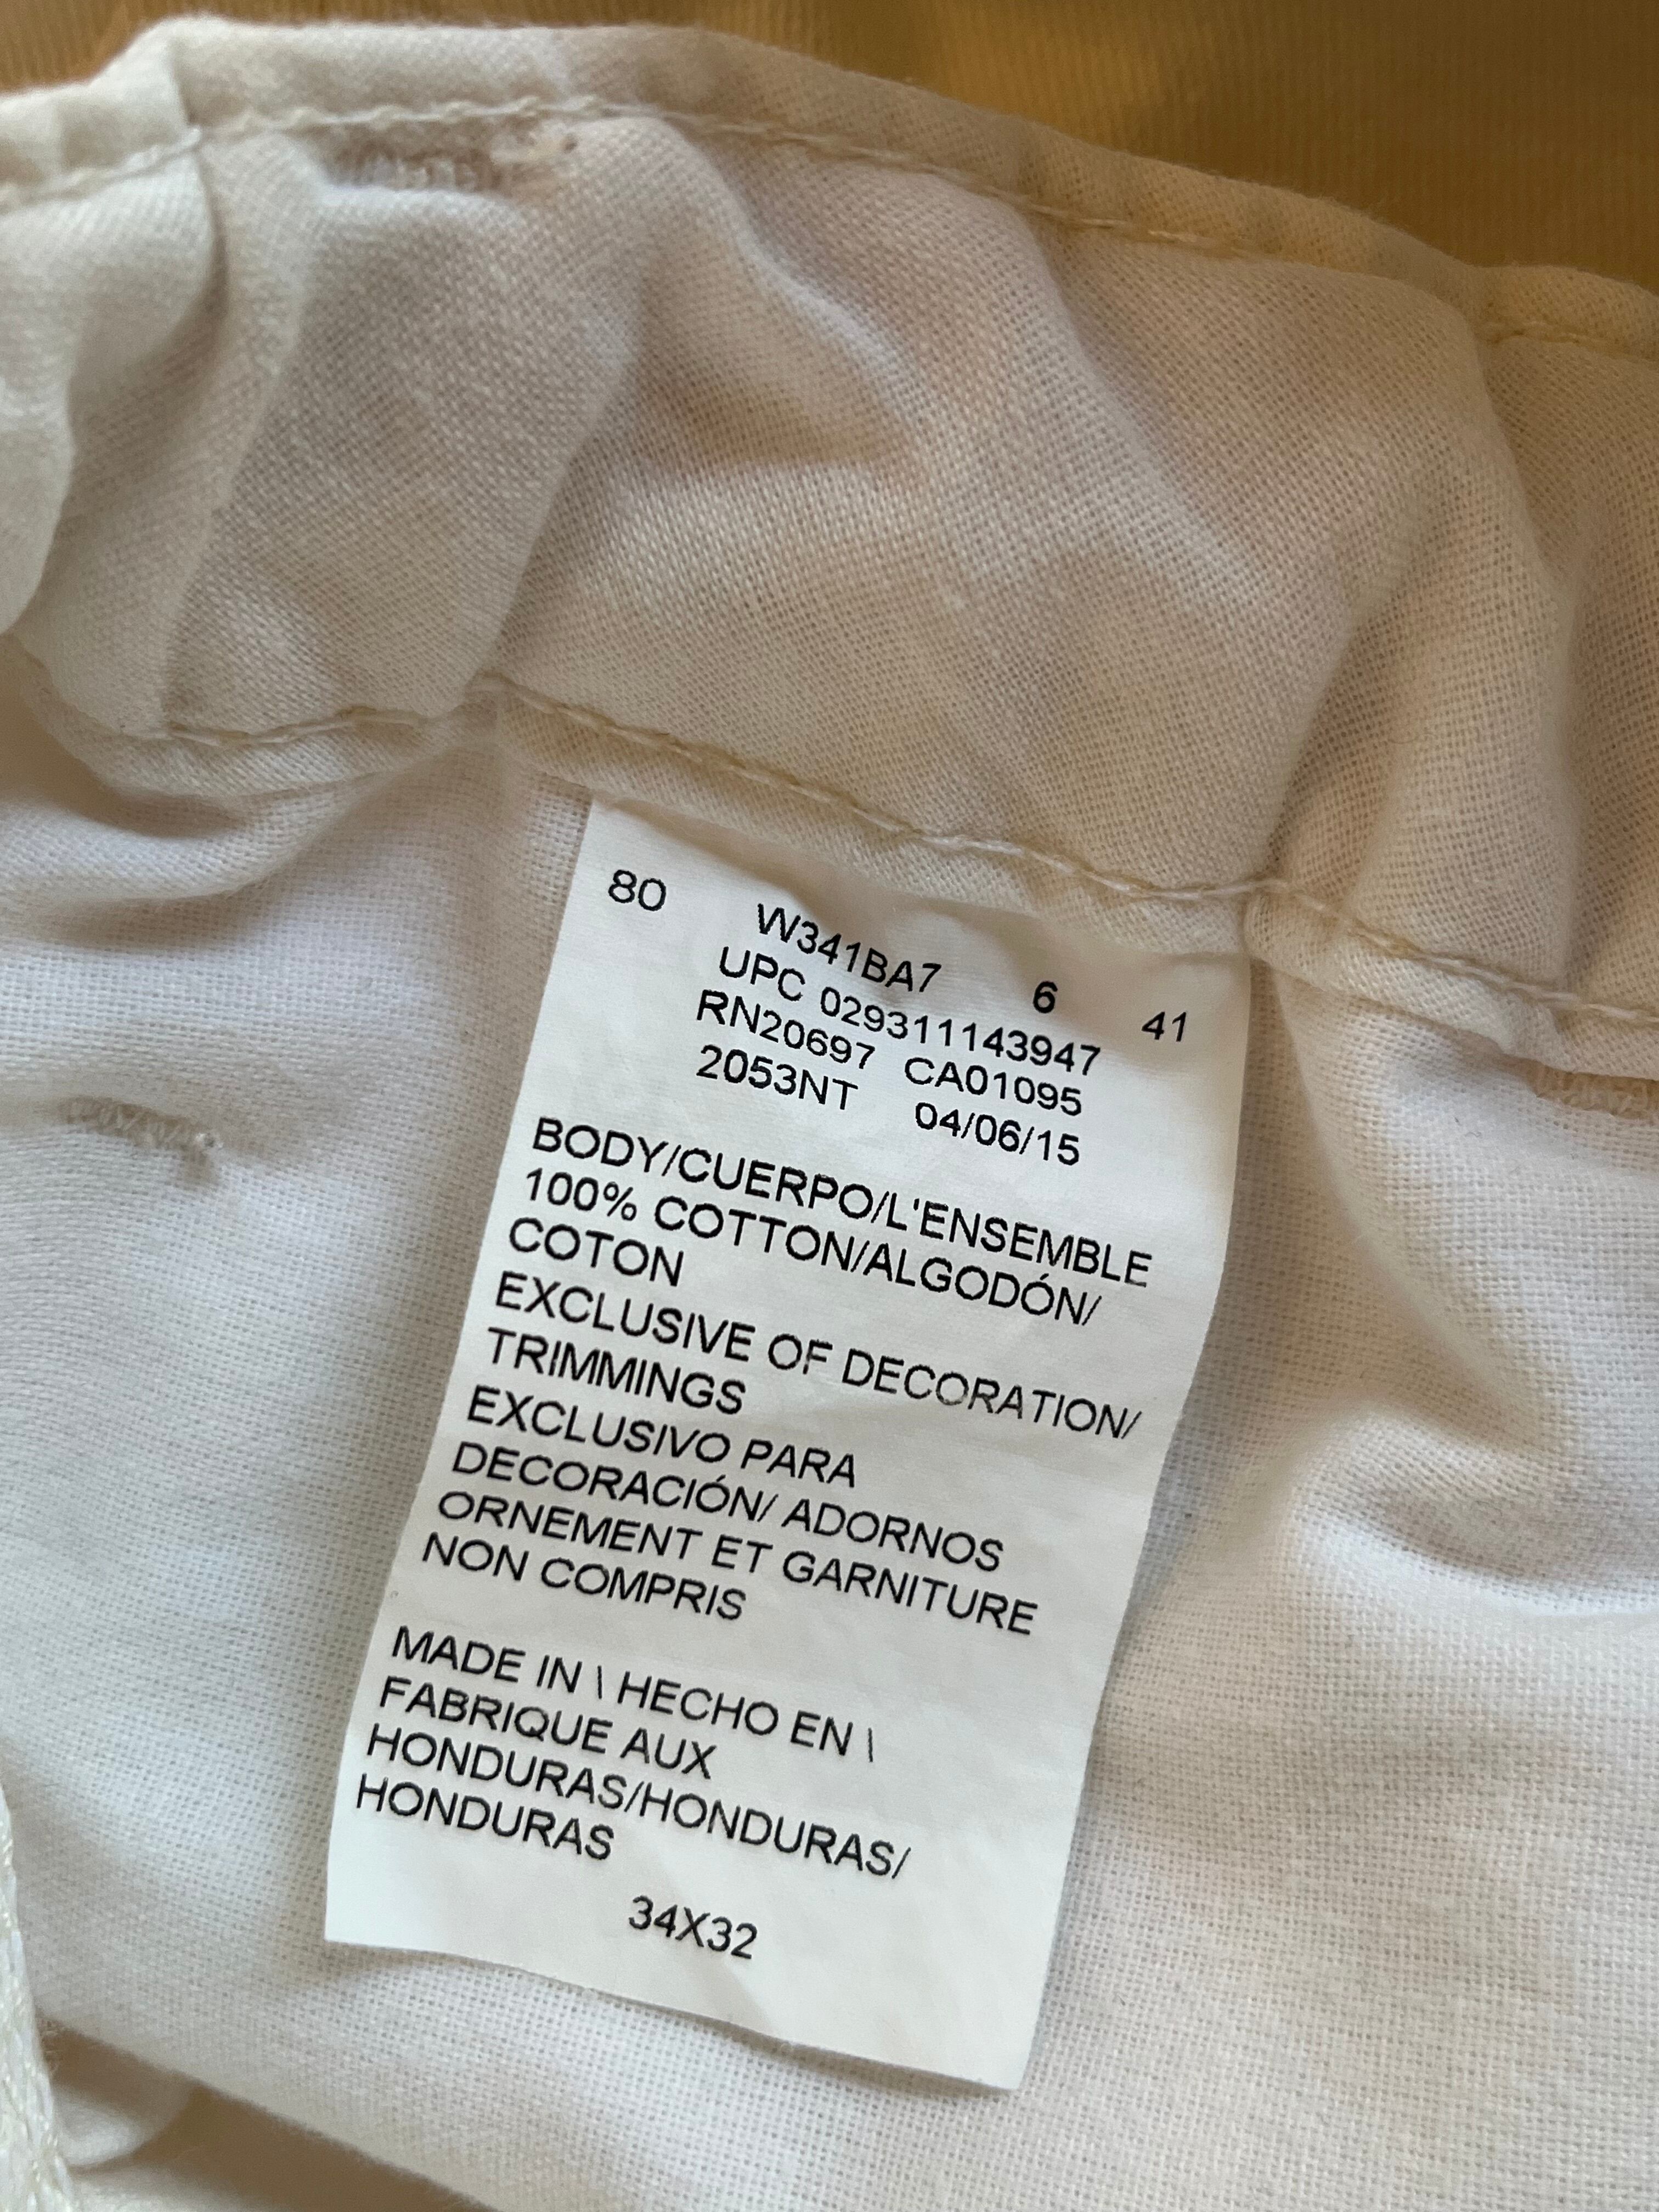 80 W341BA7 6 41
UPC 029311143947
RN20697 CA01095
2053NT 04/06/15
BODY/CUERPO/L'ENSEMBLE
100% COTTON/ALGODÓN/
COTON
EXCLUSIVE OF DECORATION/
TRIMMINGS
EXCLUSIVO PARA
DECORACIÓN/ ADORNOS
ORNEMENT ET GARNITURE
NON COMPRIS
MADE IN \ HECHO EN \
FABRIQUE AUX
HONDURAS/HONDURAS/
HONDURAS
34X32